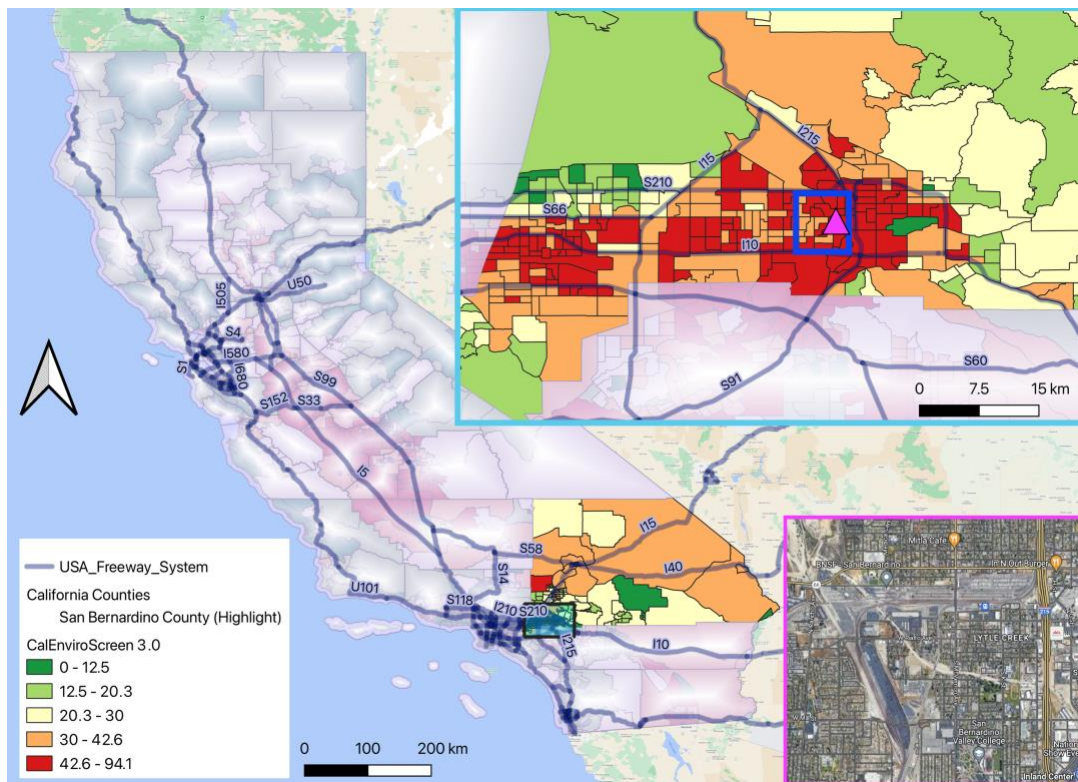 I215
I15
S210
S66
I10
S60
S91
0 7.5 15 km
I505
U50
S4
I580
I680
S1
S99
S152
S33
I5
I15
S58
I40
S14
U101
S118
I210
S210
I10
I215
USA_Freeway_System
California Counties
San Bernardino County (Highlight)
CalEnviroScreen 3.0
0 - 12.5
12.5 - 20.3
20.3 - 30
30 - 42.6
42.6 - 94.1
0 100 200 km
Mitla Cafe
In-N-Out Burger
BNSF - San Bernardino
215
LYTLE CREEK
San
Bernardino
Valley College
Inland Center